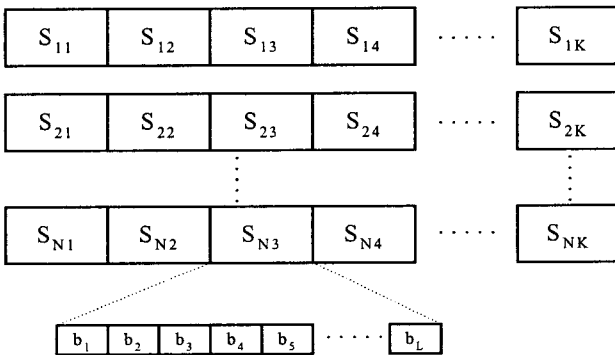 S11 S12 S13 S14 ..... S1K
S21 S22 S23 S24 ..... S2K
SN1 SN2 SN3 SN4 ..... SNK
b1 b2 b3 b4 b5 ..... bL